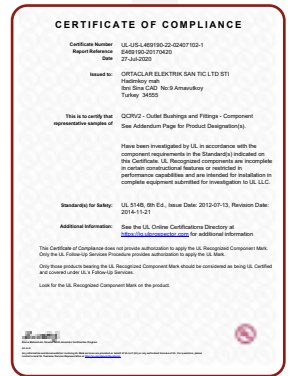 CERTIFICATE OF COMPLIANCE
Certificate Number UL-US-L469190-22-02407102-1
Report Reference E469190-20170420
Date 27-Jul-2020
Issued to: ORTACLAR ELEKTRIK SAN TIC LTD STI
Hadimkoy mah
Ibni Sina CAD No:9 Arnavutkoy
Turkey 34555
This is to certify that QCRV2 - Outlet Bushings and Fittings - Component
representative samples of See Addendum Page for Product Designation(s).
Have been investigated by UL in accordance with the
component requirements in the Standard(s) indicated on
this Certificate. UL Recognized components are incomplete
in certain constructional features or restricted in
performance capabilities and are intended for installation in
complete equipment submitted for investigation to UL LLC.
Standard(s) for Safety: UL 514B, 6th Ed., Issue Date: 2012-07-13, Revision Date:
2014-11-21
Additional Information: See the UL Online Certifications Directory at
https://iq.ulprospector.com for additional information
This Certificate of Compliance does not provide authorization to apply the UL Recognized Component Mark.
Only the UL Follow-Up Services Procedure provides authorization to apply the UL Mark.
Only those products bearing the UL Recognized Component Mark should be considered as being UL Certified
and covered under UL's Follow-Up Services.
Look for the UL Recognized Component Mark on the product.